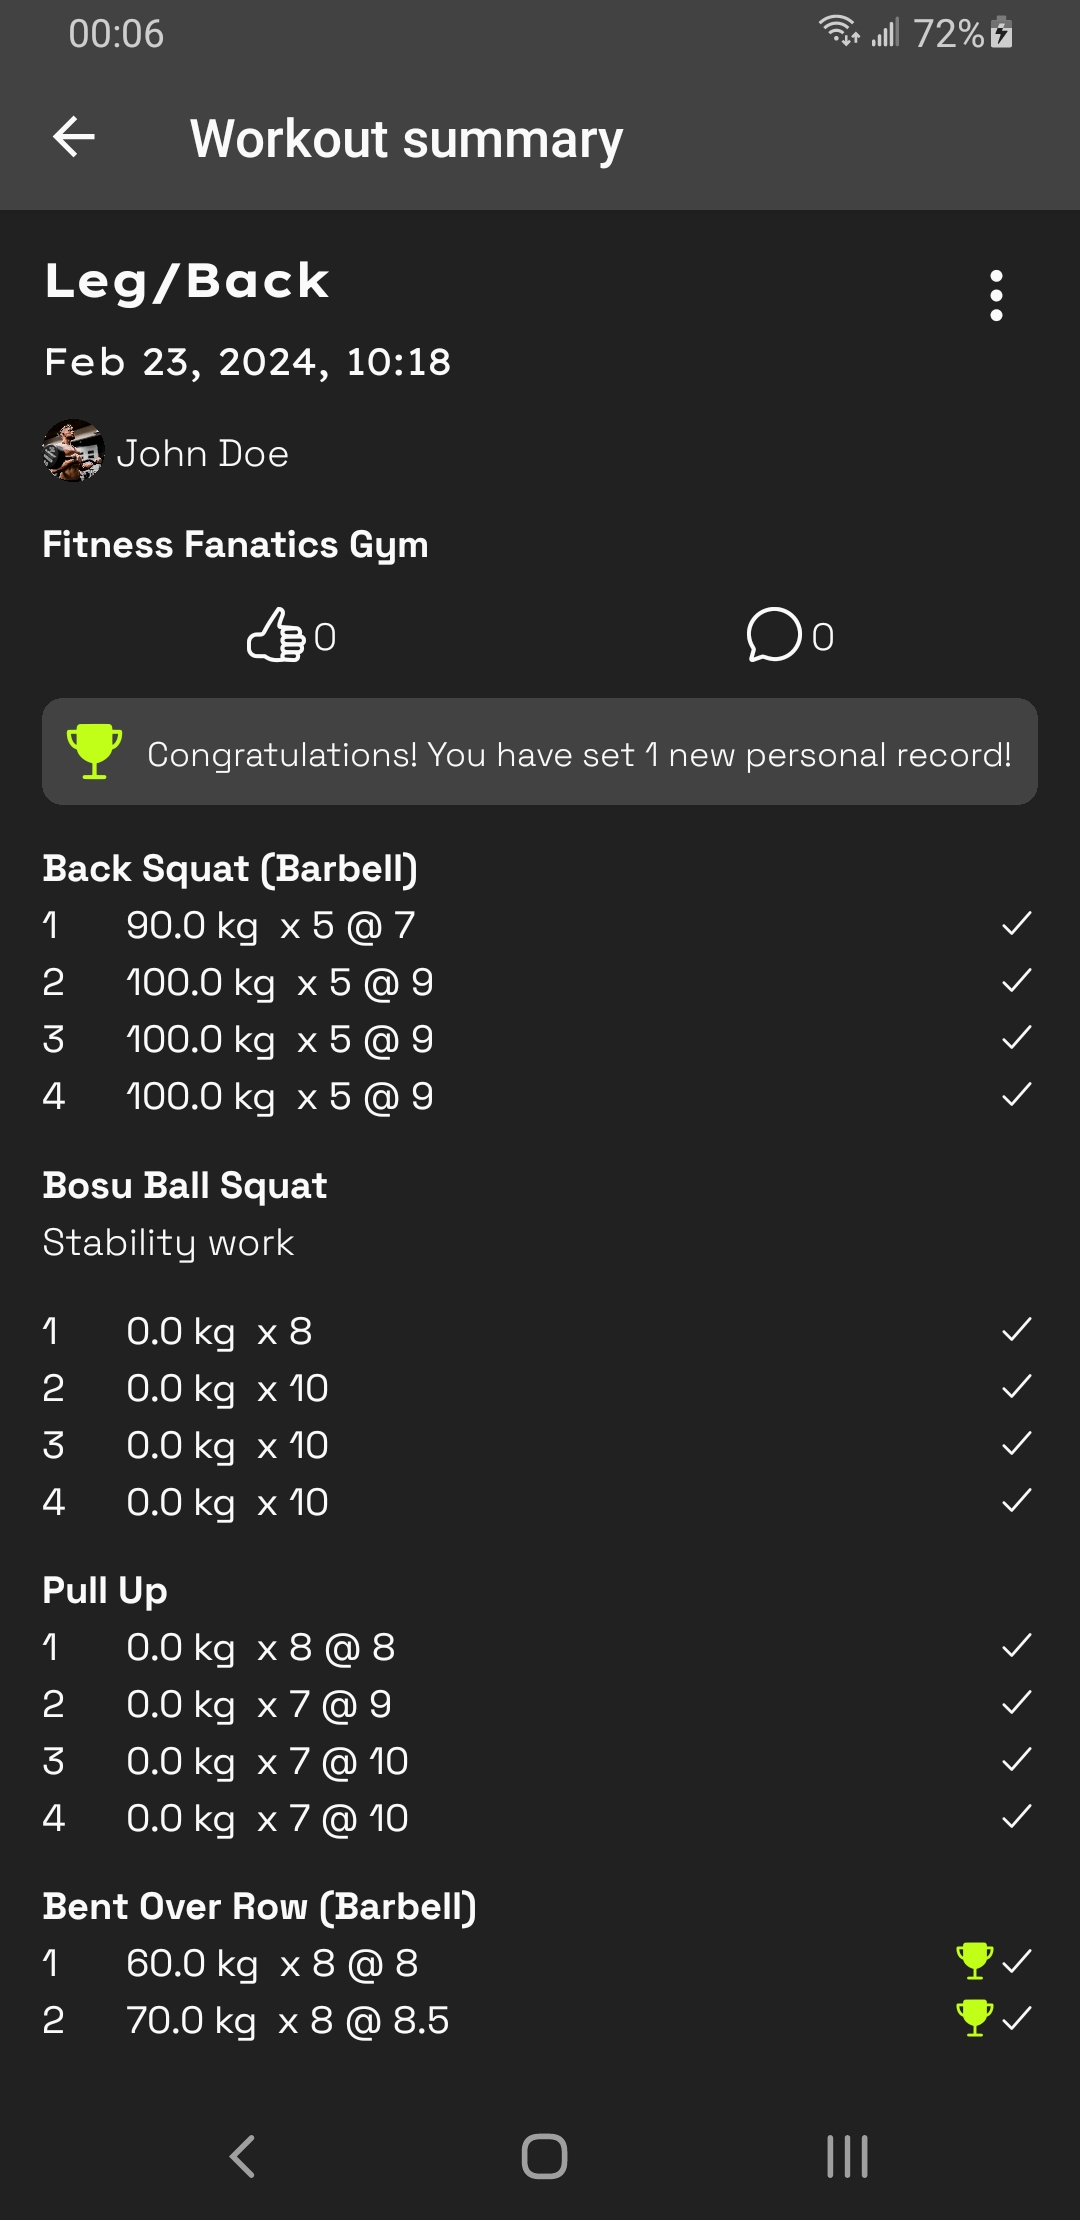 00:06
72%
Workout summary
Leg/Back
Feb 23, 2024, 10:18
John Doe
Fitness Fanatics Gym
0 0
Congratulations! You have set 1 new personal record!
Back Squat (Barbell)
1 90.0 kg x 5 @ 7
2 100.0 kg x 5 @ 9
3 100.0 kg x 5 @ 9
4 100.0 kg x 5 @ 9
Bosu Ball Squat
Stability work
1 0.0 kg x 8
2 0.0 kg x 10
3 0.0 kg x 10
4 0.0 kg x 10
Pull Up
1 0.0 kg x 8 @ 8
2 0.0 kg x 7 @ 9
3 0.0 kg x 7 @ 10
4 0.0 kg x 7 @ 10
Bent Over Row (Barbell)
1 60.0 kg x 8 @ 8
2 70.0 kg x 8 @ 8.5